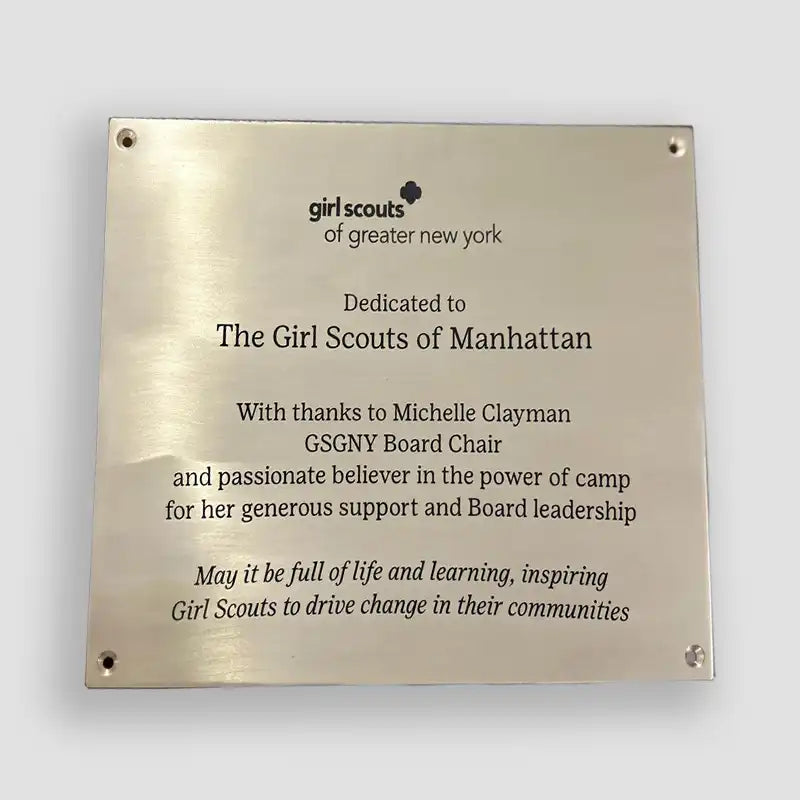 girl scouts
of greater new york
Dedicated to
The Girl Scouts of Manhattan
With thanks to Michelle Clayman
GSGNY Board Chair
and passionate believer in the power of camp
for her generous support and Board leadership
May it be full of life and learning, inspiring
Girl Scouts to drive change in their communities